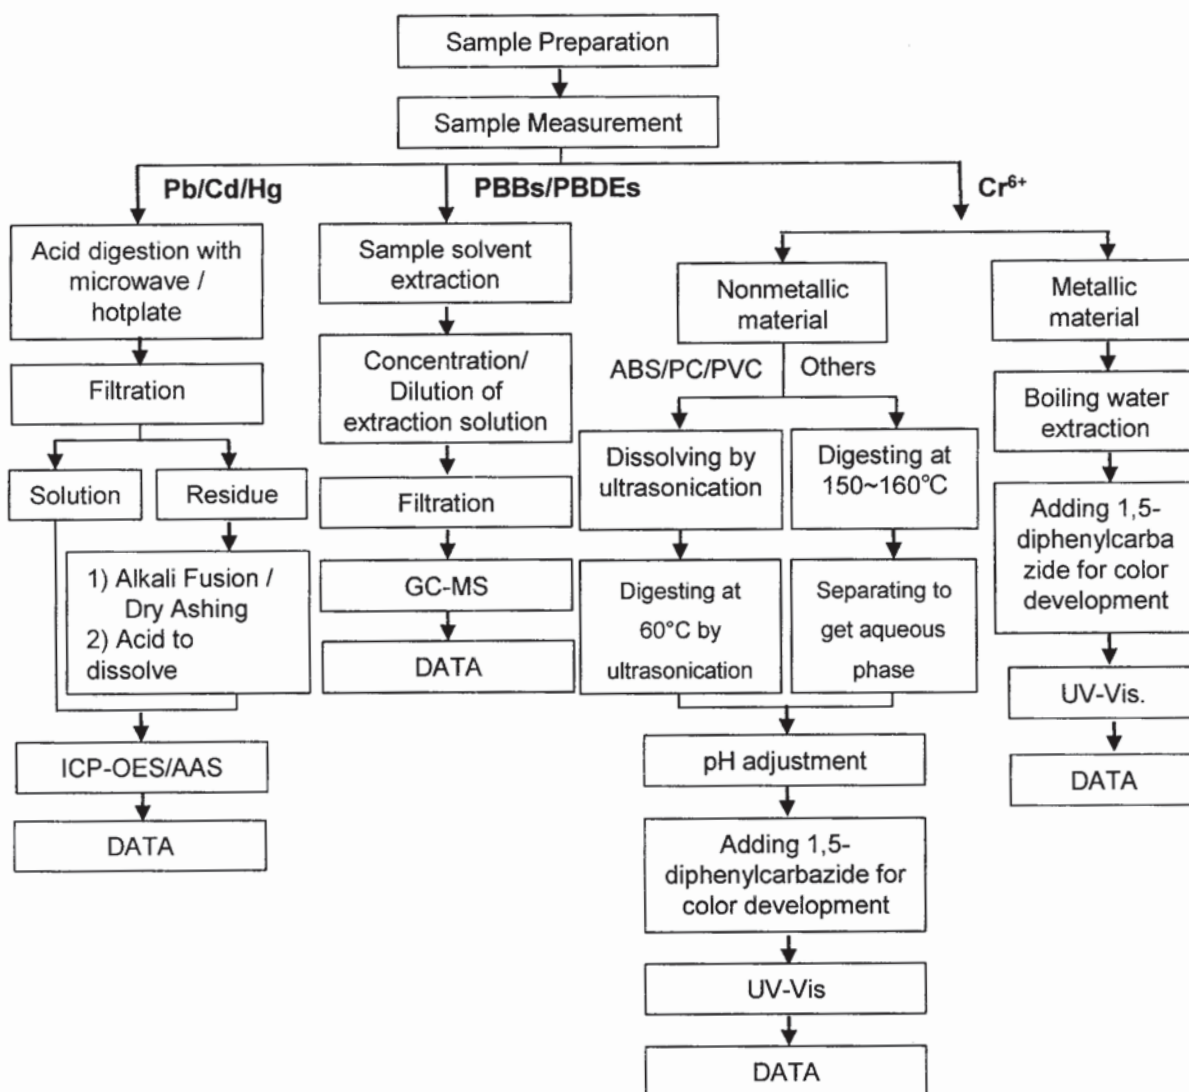 Sample Preparation
Sample Measurement
Pb/Cd/Hg
Acid digestion with
microwave /
hotplate
Filtration
Solution
Residue
1) Alkali Fusion /
Dry Ashing
2) Acid to
dissolve
ICP-OES/AAS
DATA
PBBs/PBDEs
Sample solvent
extraction
Concentration/
Dilution of
extraction solution
Filtration
GC-MS
DATA
Cr⁶⁺
Nonmetallic
material
ABS/PC/PVC
Others
Dissolving by
ultrasonication
Digesting at
60°C by
ultrasonication
Digesting at
150~160℃
Separating to
get aqueous
phase
pH adjustment
Adding 1,5-
diphenylcarbazide for
color development
UV-Vis
DATA
Metallic
material
Boiling water
extraction
Adding 1,5-
diphenylcarba
zide for color
development
UV-Vis.
DATA